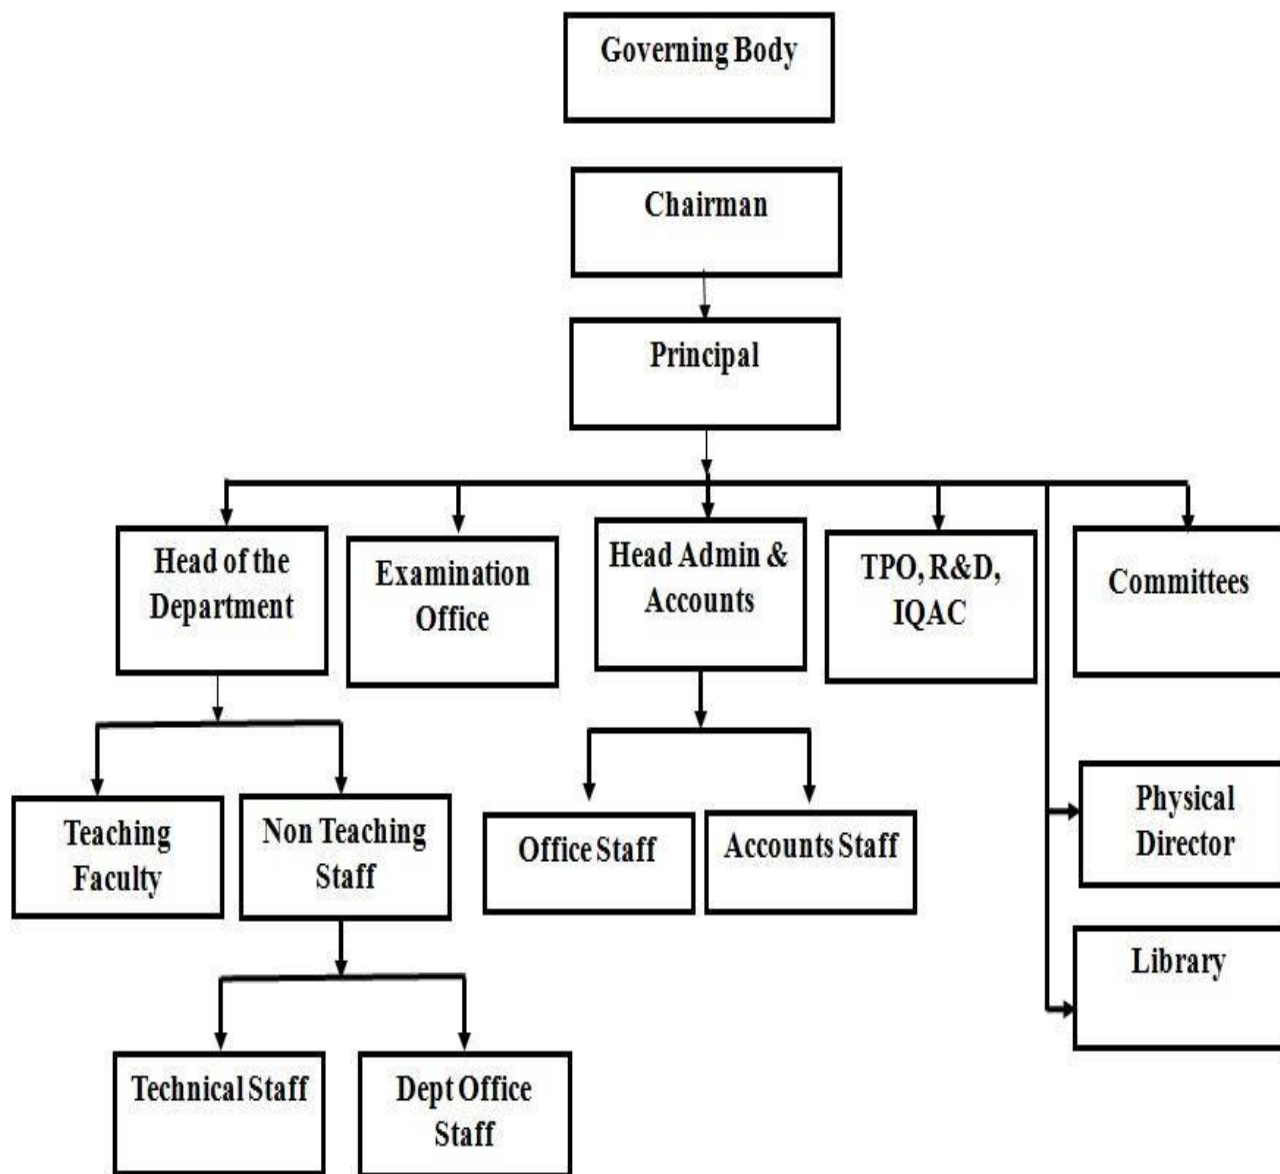 Governing Body
Chairman
Principal
Head of the
Department
Examination
Office
Head Admin &
Accounts
TPO, R&D,
IQAC
Committees
Teaching
Faculty
Non Teaching
Staff
Office Staff
Accounts Staff
Physical
Director
Library
Technical Staff
Dept Office
Staff